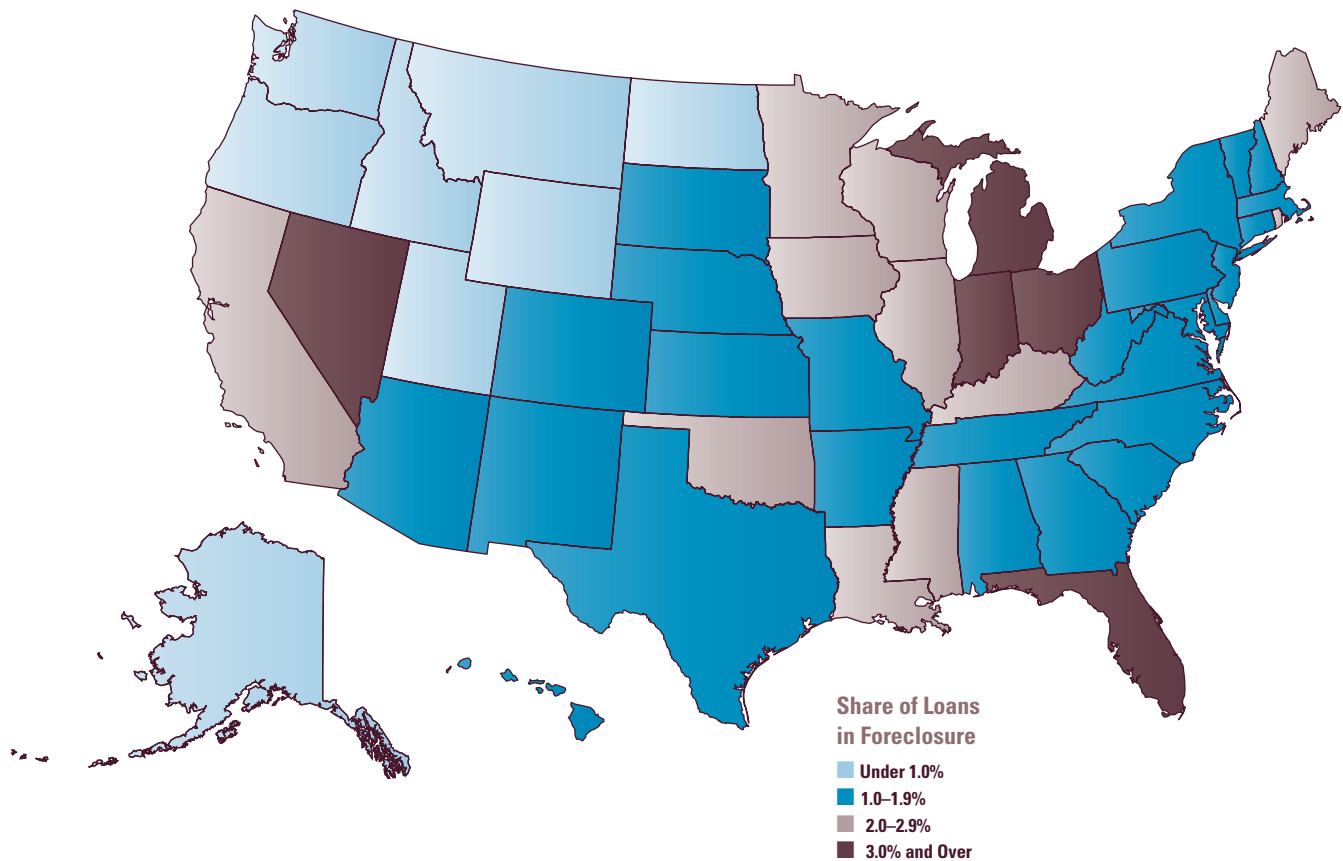 Share of Loans
in Foreclosure
Under 1.0%
1.0–1.9%
2.0–2.9%
3.0% and Over